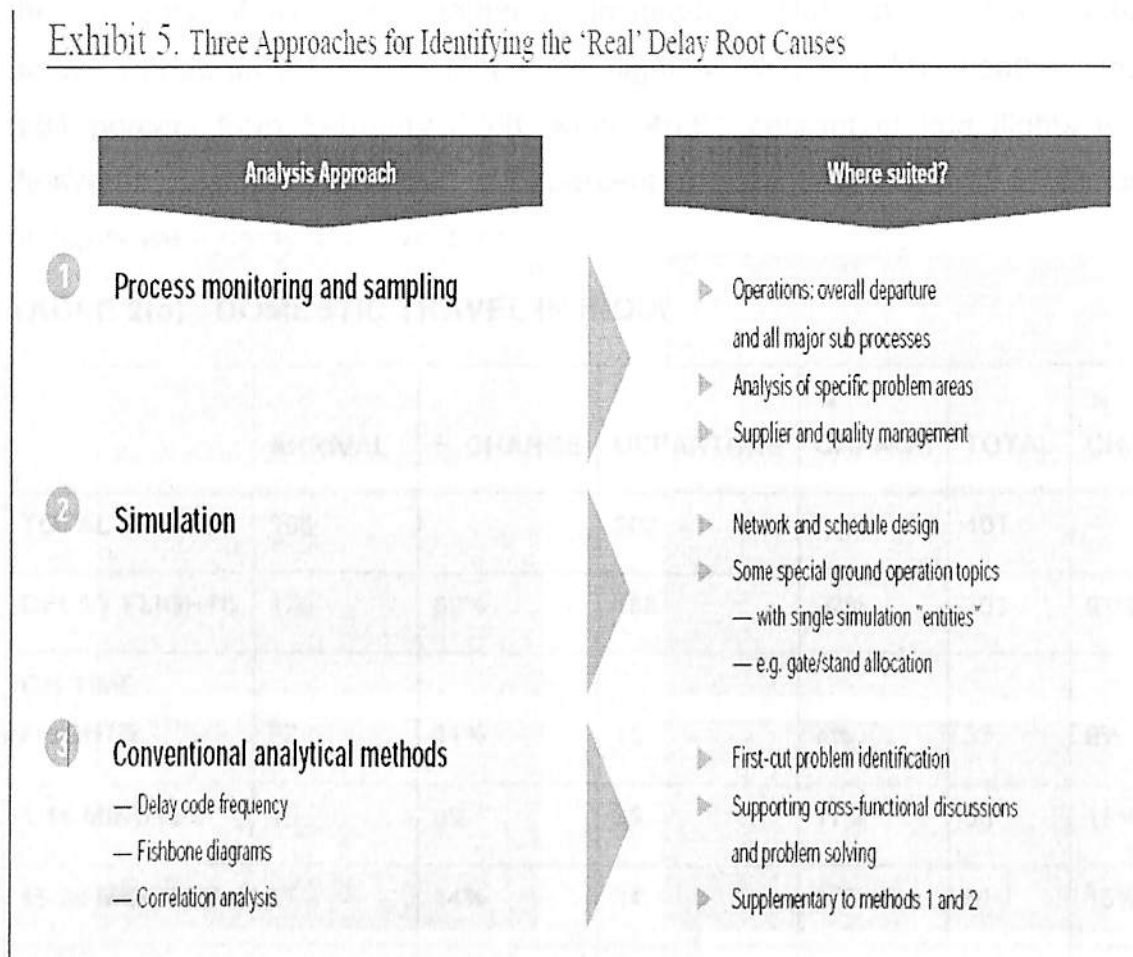 Exhibit 5. Three Approaches for Identifying the 'Real' Delay Root Causes
Analysis Approach
Where suited?
1 Process monitoring and sampling
Operations: overall departure
and all major sub processes
Analysis of specific problem areas
Supplier and quality management
2 Simulation
Network and schedule design
Some special ground operation topics
— with single simulation "entities"
— e.g. gate/stand allocation
3 Conventional analytical methods
— Delay code frequency
— Fishbone diagrams
— Correlation analysis
First-cut problem identification
Supporting cross-functional discussions
and problem solving
Supplementary to methods 1 and 2